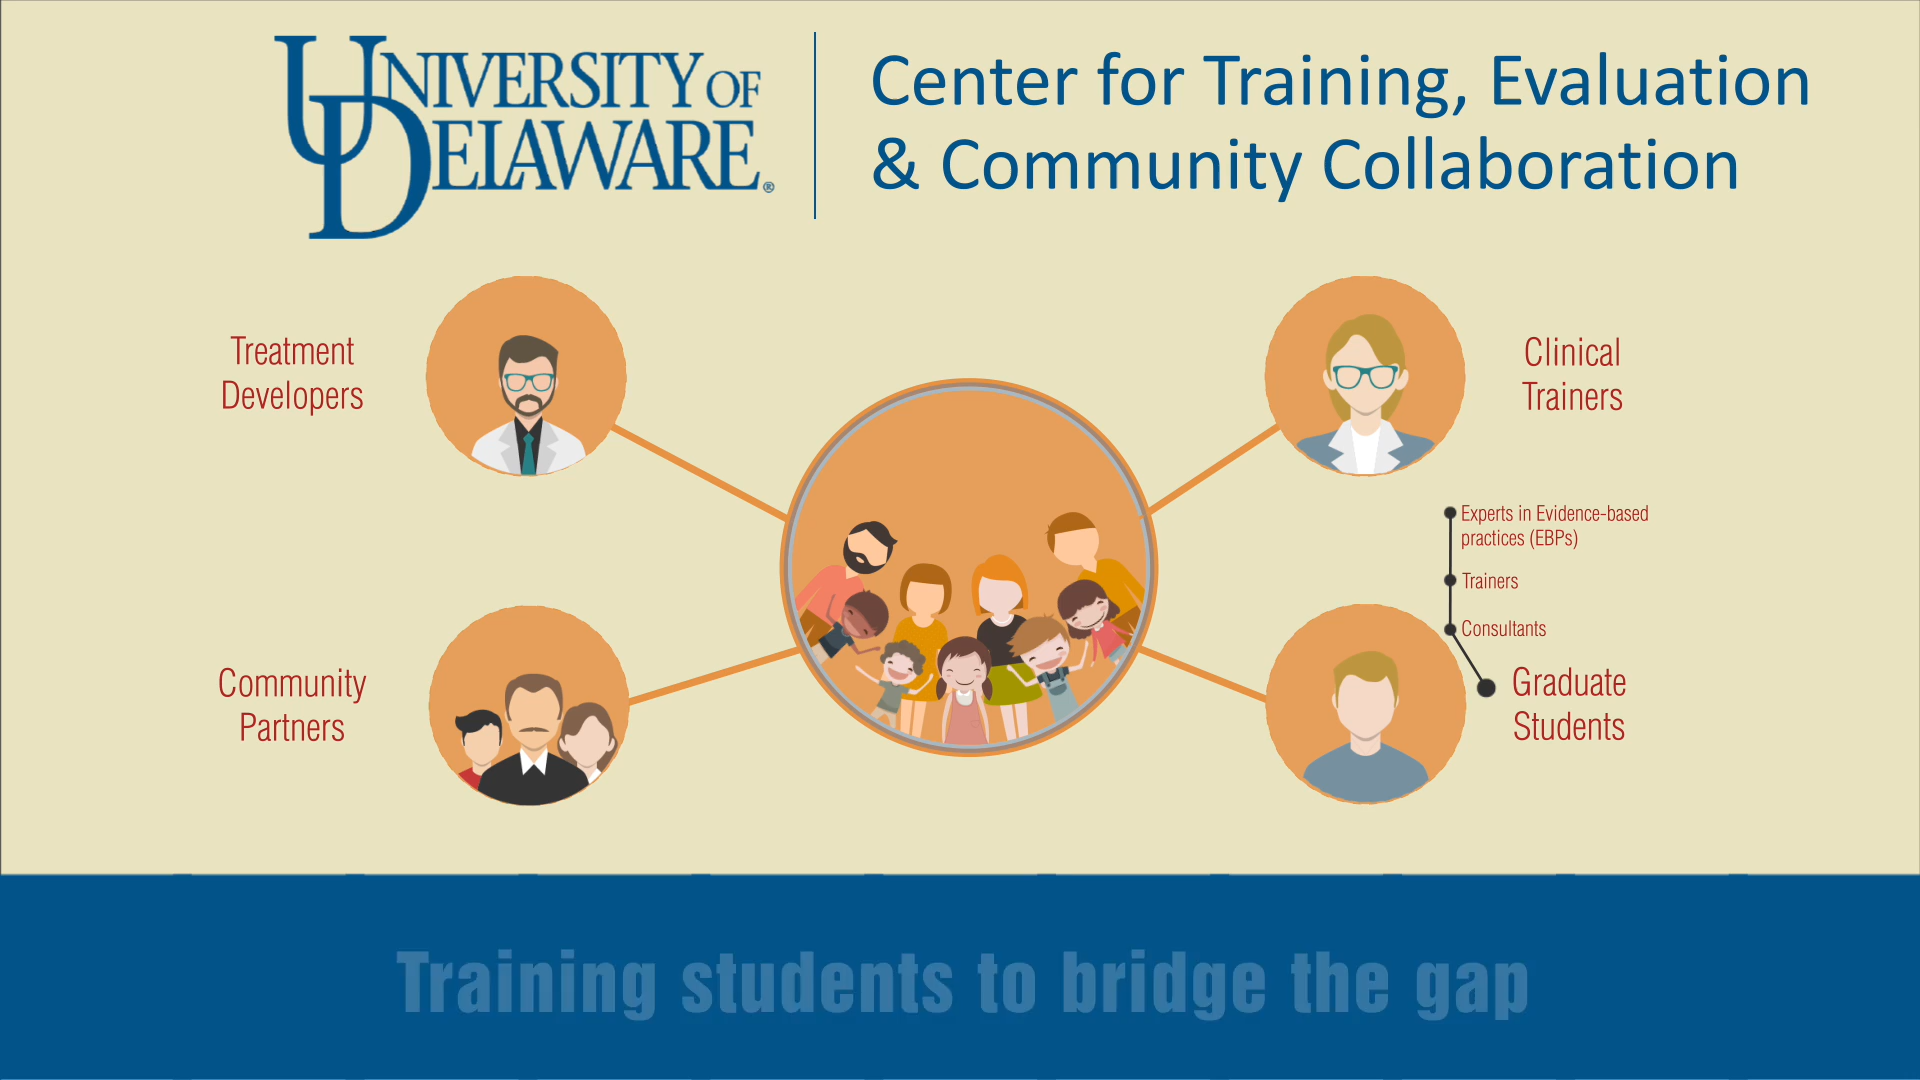 UNIVERSITY OF
DELAWARE®
Center for Training, Evaluation
& Community Collaboration
Treatment
Developers
Clinical
Trainers
Experts in Evidence-based
practices (EBPs)
Trainers
Consultants
Community
Partners
Graduate
Students
Training students to bridge the gap